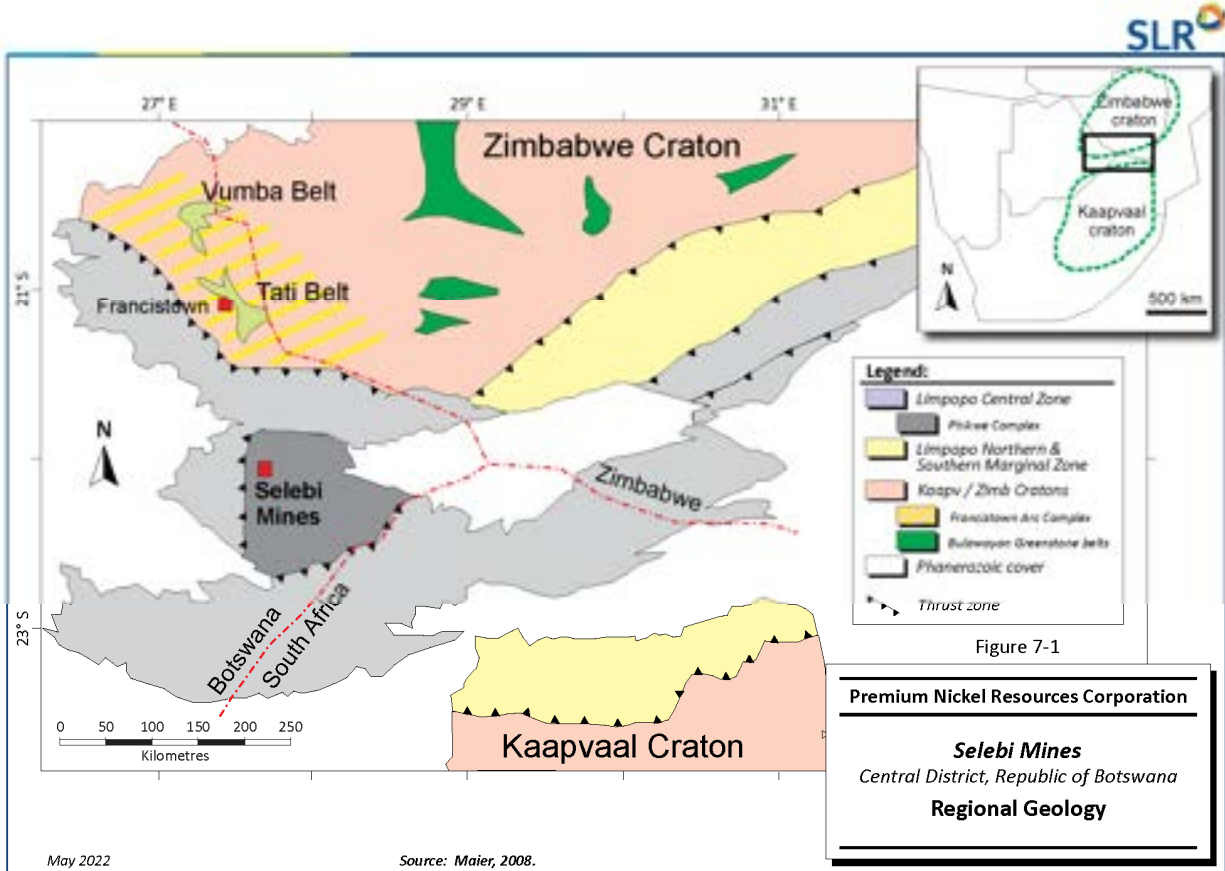 SLR
27° E
29° E
31° E
Zimbabwe Craton
Zimbabwe
craton
Vumba Belt
Kaapvaal
craton
21° S
Francistown
Tati Belt
N
500 km
Legend:
Limpopo Central Zone
Phikwe Complex
Limpopo Northern &
Southern Marginal Zone
Kaapv / Zimb Cratons
Francistown Arc Complex
Bulawayan Greenstone belts
Phanerozoic cover
Thrust zone
N
Selebi
Mines
Zimbabwe
Botswana
South Africa
23° S
Figure 7-1
0 50 100 150 200 250
Kilometres
Kaapvaal Craton
Premium Nickel Resources Corporation
Selebi Mines
Central District, Republic of Botswana
Regional Geology
May 2022
Source: Maier, 2008.